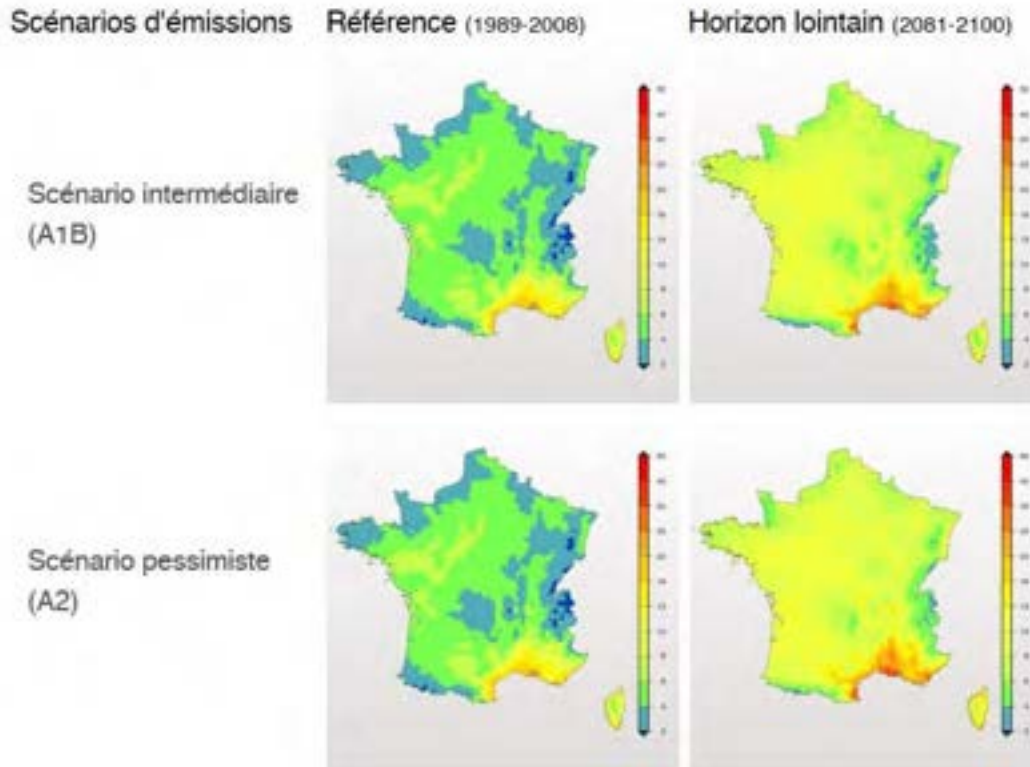 Scénarios d'émissions
Référence (1989-2008)
Horizon lointain (2081-2100)
Scénario intermédiaire
(A1B)
Scénario pessimiste
(A2)